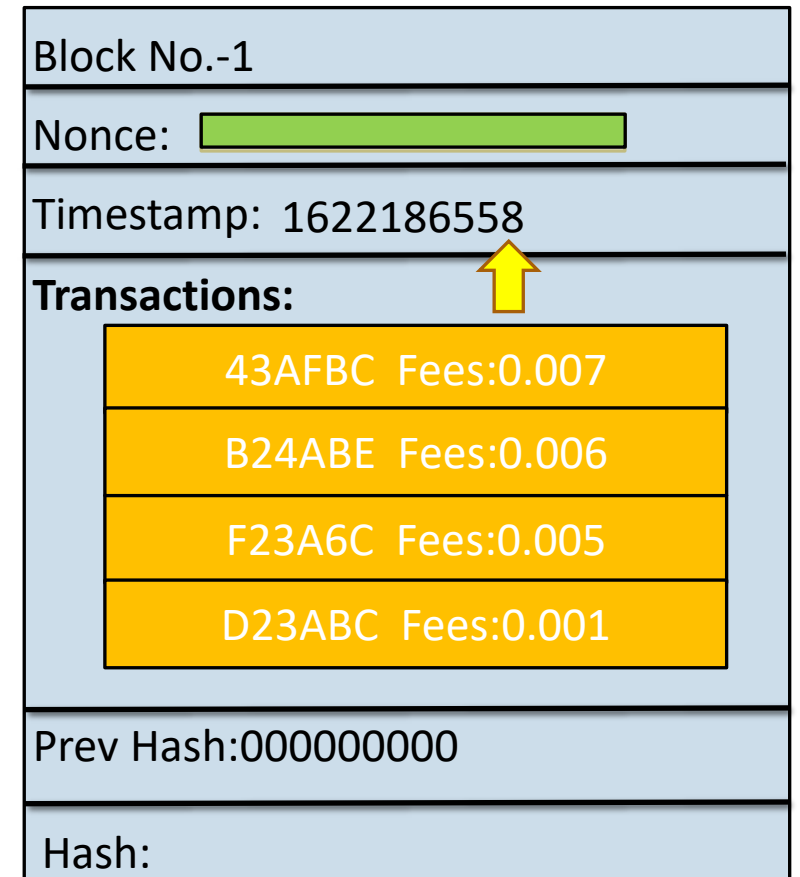 Block No.-1
Nonce:
Timestamp: 1622186558
Transactions:
43AFBC Fees:0.007
B24ABE Fees:0.006
F23A6C Fees:0.005
D23ABC Fees:0.001
Prev Hash:000000000
Hash: